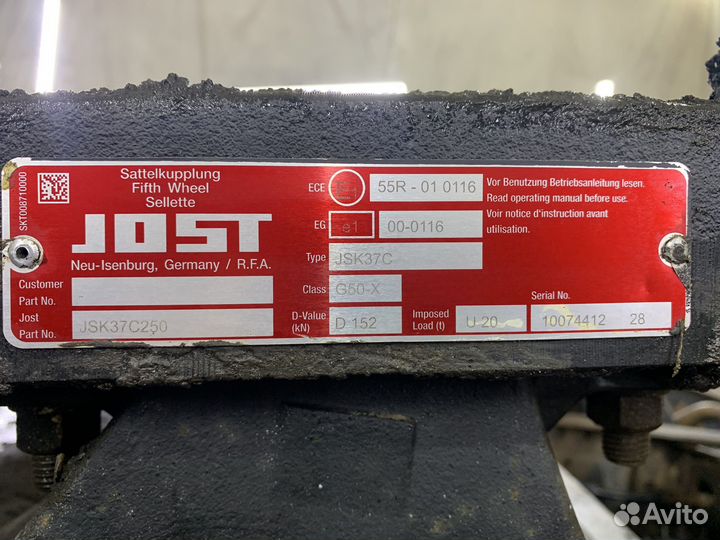 SKT008710000
Sattelkupplung
Fifth Wheel
Sellette
JOST
Neu-Isenburg, Germany / R.F.A.
Customer
Part No.
Jost
Part No. JSK37C250
ECE 55R - 01 0116
EG e1 00-0116
Type JSK37C
Class G50-X
D-Value
(kN) D 152
Imposed
Load (t) U 20
Vor Benutzung Betriebsanleitung lesen.
Read operating manual before use.
Voir notice d'instruction avant
utilisation.
Serial No.
10074412 28
Avito